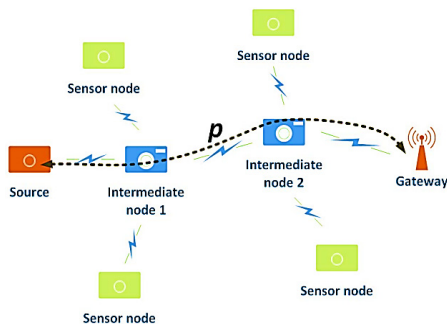 Sensor node
Sensor node
p
Source
Intermediate
node 1
Intermediate
node 2
Gateway
Sensor node
Sensor node